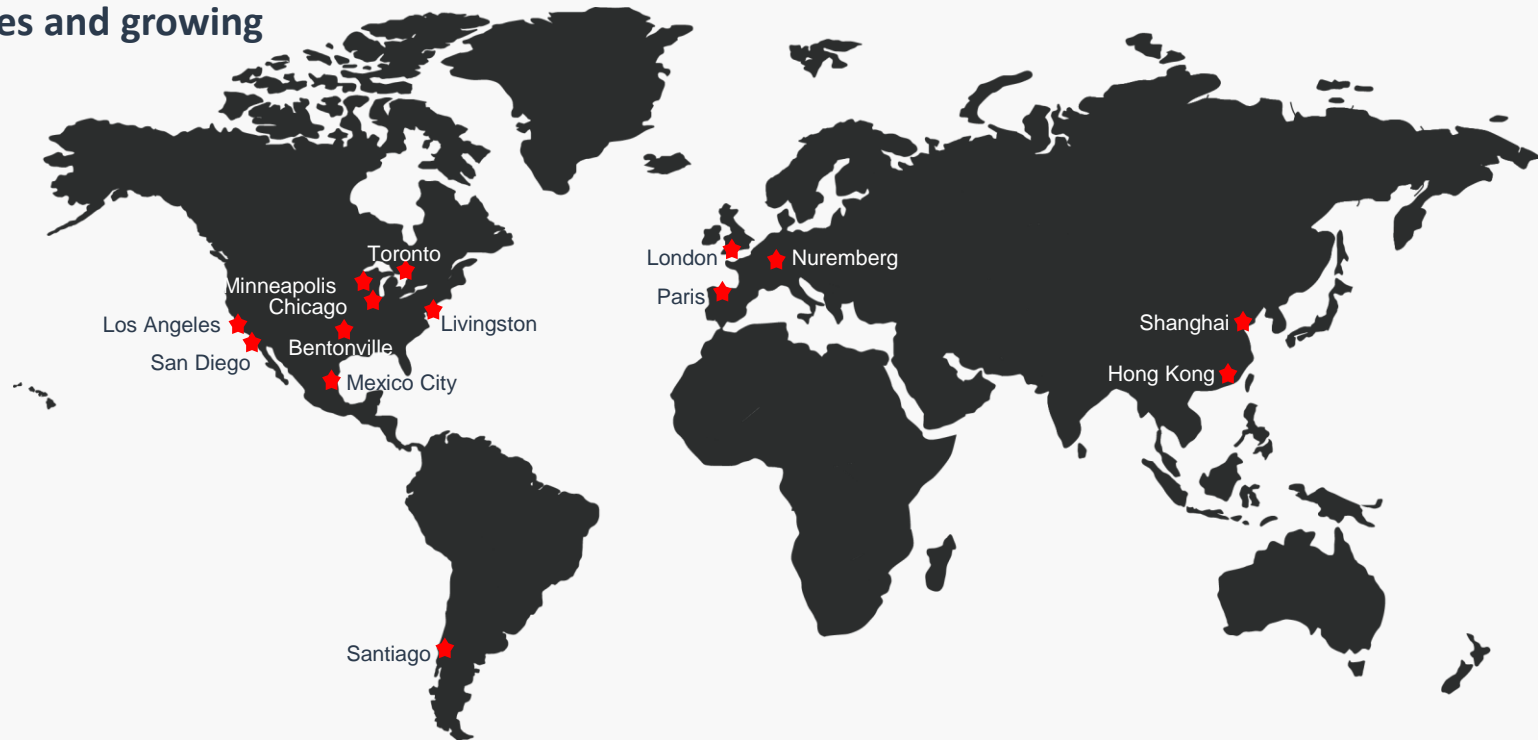 es and growing
Toronto
London
Nuremberg
Minneapolis
Paris
Chicago
Los Angeles
Livingston
Shanghai
Bentonville
San Diego
Hong Kong
Mexico City
Santiago